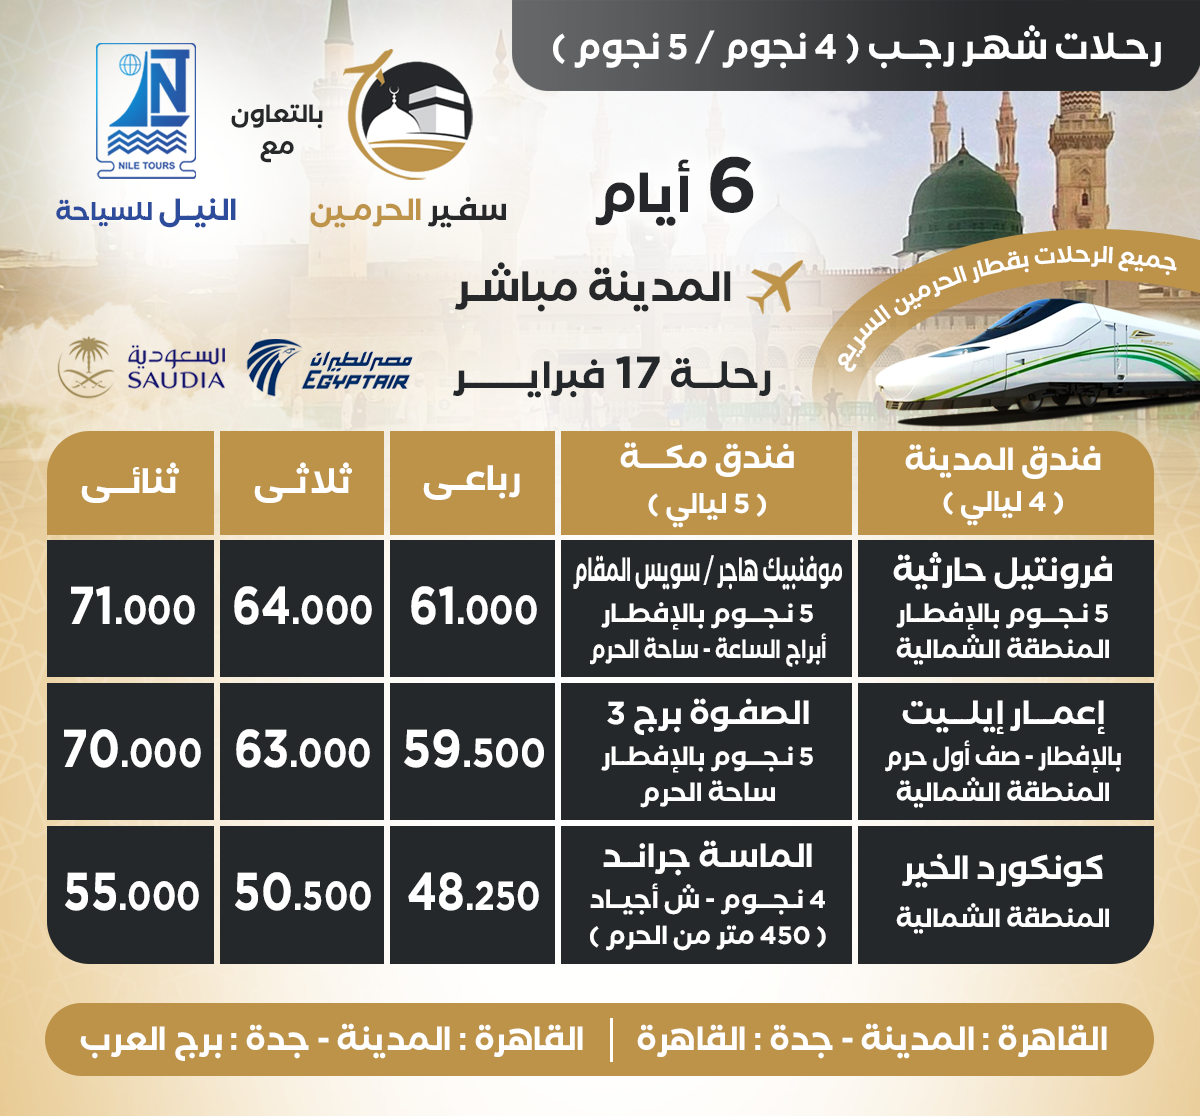 رحلات شهر رجب ( 4 نجوم / 5 نجوم )
NILE TOURS
بالتعاون
مع
سفير الحرمين
النيل للسياحة
6 أيام
المدينة مباشر
رحلة 17 فبراير
جميع الرحلات بقطار الحرمين السريع
مصر للطيران
EGYPTAIR
السعودية
SAUDIA
فندق المدينة
( 4 ليالي )
فندق مكة
( 5 ليالي )
رباعى
ثلاثى
ثنائى
فرونتيل حارثية
5 نجوم بالإفطار
المنطقة الشمالية
موفنبيك هاجر / سويس المقام
5 نجوم بالإفطار
أبراج الساعة - ساحة الحرم
61.000
64.000
71.000
إعمار إيليت
بالإفطار - صف أول حرم
المنطقة الشمالية
الصفوة برج 3
5 نجوم بالإفطار
ساحة الحرم
59.500
63.000
70.000
كونكورد الخير
المنطقة الشمالية
الماسة جراند
4 نجوم - ش أجياد
( 450 متر من الحرم )
48.250
50.500
55.000
القاهرة : المدينة - جدة : القاهرة | القاهرة : المدينة - جدة : برج العرب